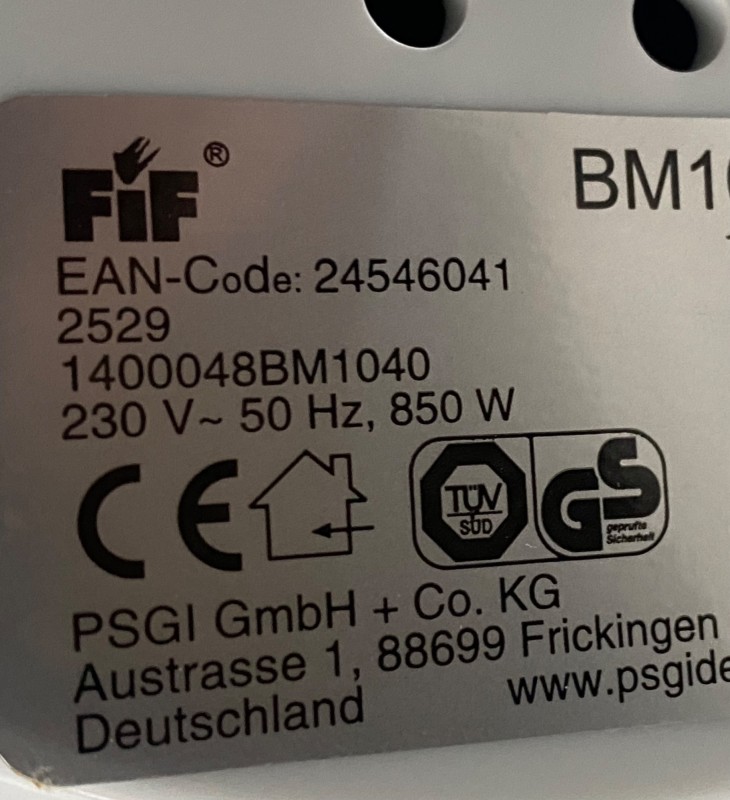 FiF®
BM1
EAN-Code: 24546041
2529
1400048BM1040
230 V~ 50 Hz, 850 W
CE
TÜV
SÜD
GS
geprüfte
Sicherheit
PSGI GmbH + Co. KG
Austrasse 1, 88699 Frickingen
Deutschland
www.psgide